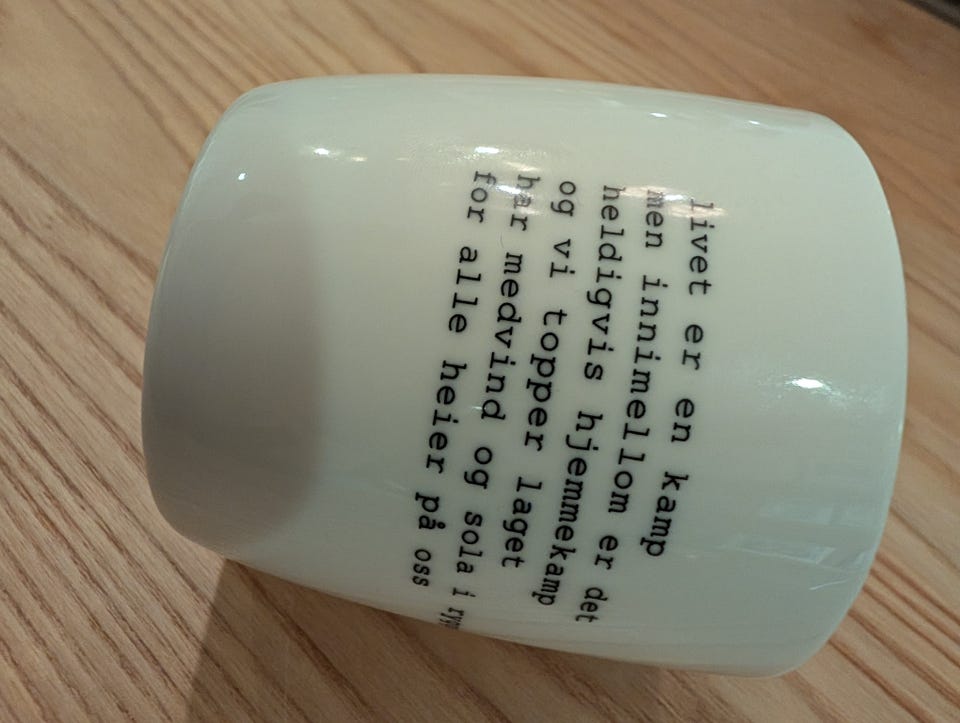 livet er en kamp
men innimellom er det
heldigvis hjemmekamp
og vi topper laget
har medvind og sola i
for alle heier på oss